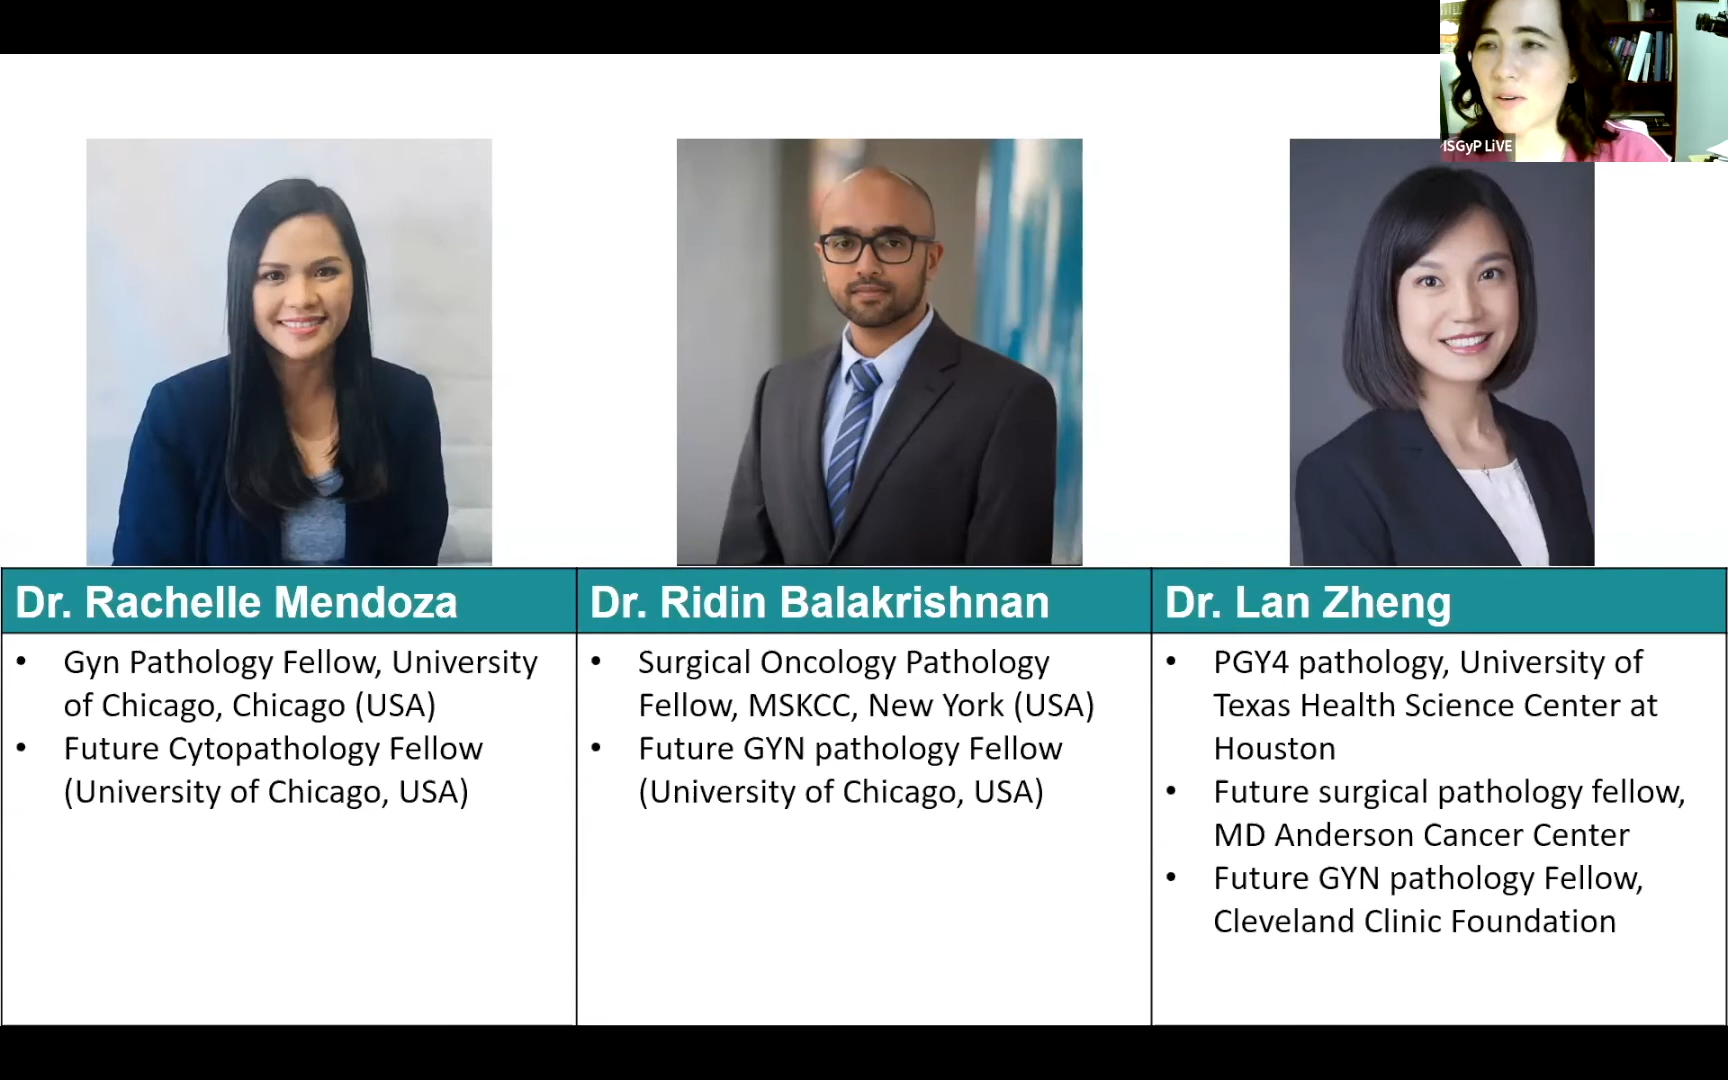 ISGyP LiVE
Dr. Rachelle Mendoza
• Gyn Pathology Fellow, University
of Chicago, Chicago (USA)
• Future Cytopathology Fellow
(University of Chicago, USA)
Dr. Ridin Balakrishnan
• Surgical Oncology Pathology
Fellow, MSKCC, New York (USA)
• Future GYN pathology Fellow
(University of Chicago, USA)
Dr. Lan Zheng
• PGY4 pathology, University of
Texas Health Science Center at
Houston
• Future surgical pathology fellow,
MD Anderson Cancer Center
• Future GYN pathology Fellow,
Cleveland Clinic Foundation